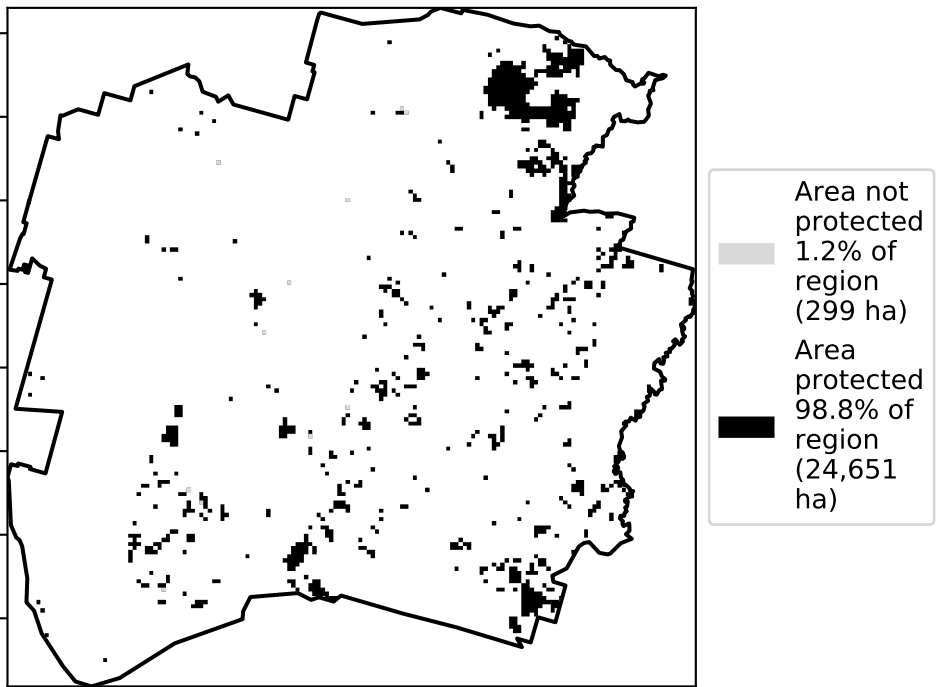 Area not
protected
1.2% of
region
(299 ha)
Area
protected
98.8% of
region
(24,651
ha)